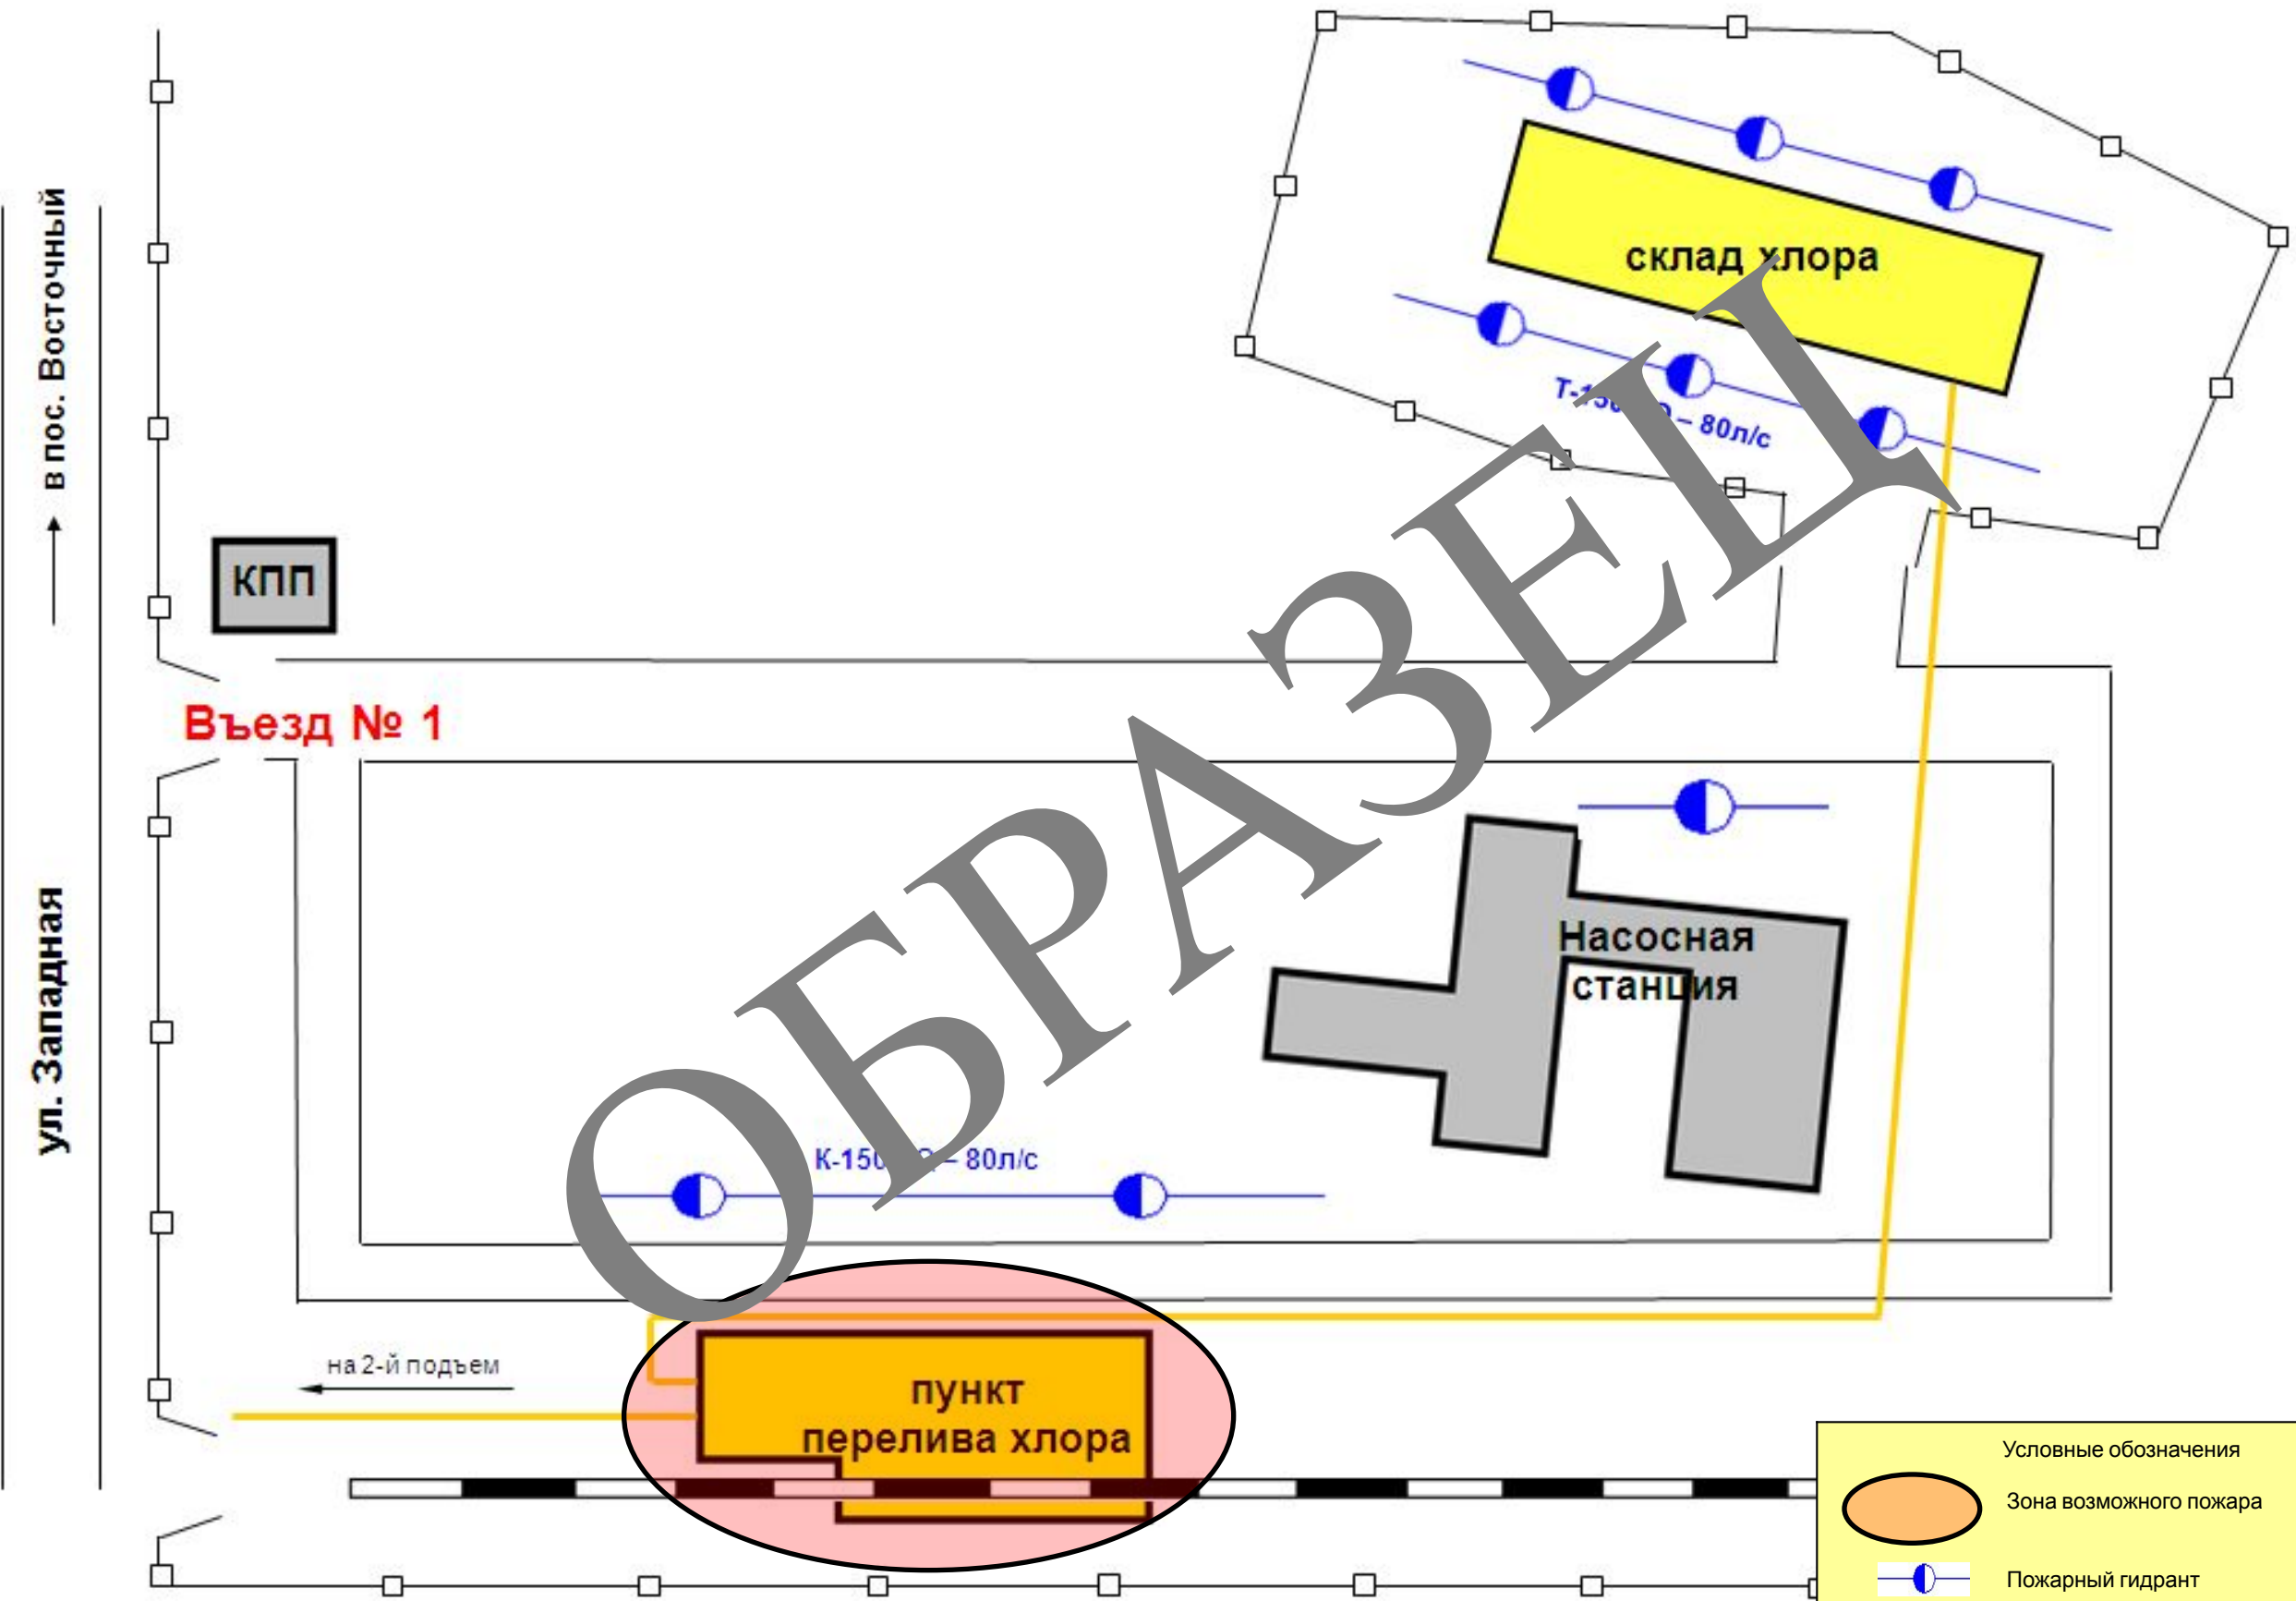 в пос. Восточный
склад хлора
80л/с
КПП
Въезд № 1
ул. Западная
Насосная
станция
80л/с
на 2-й подъем
пункт
перелива хлора
ОБРАЗЕЦ
Условные обозначения
Зона возможного пожара
Пожарный гидрант